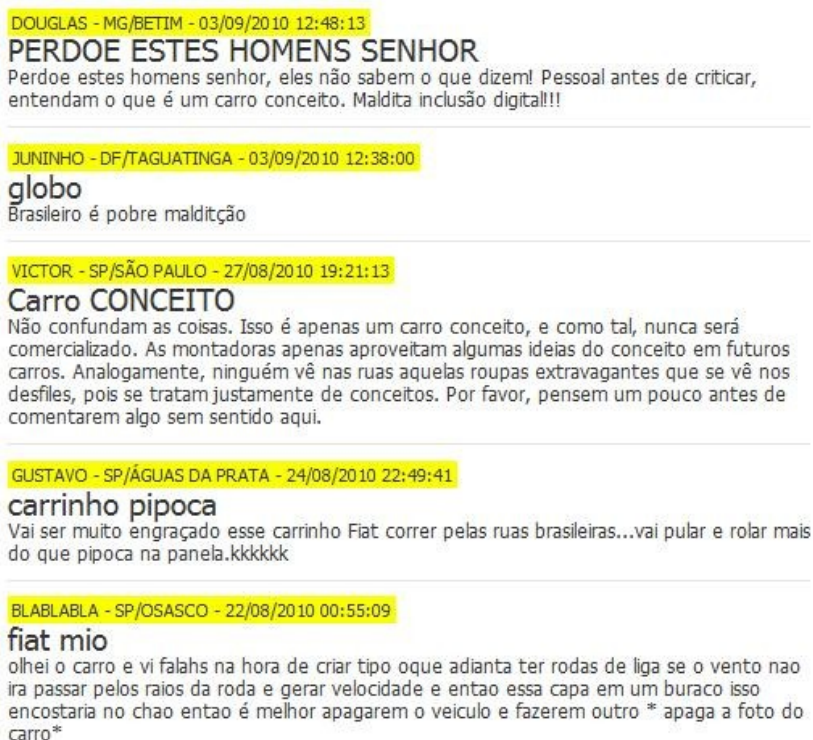 DOUGLAS - MG/BETIM - 03/09/2010 12:48:13
PERDOE ESTES HOMENS SENHOR
Perdoe estes homens senhor, eles não sabem o que dizem! Pessoal antes de criticar,
entendam o que é um carro conceito. Maldita inclusão digital!!!
JUNINHO - DF/TAGUATINGA - 03/09/2010 12:38:00
globo
Brasileiro é pobre malditção
VICTOR - SP/SÃO PAULO - 27/08/2010 19:21:13
Carro CONCEITO
Não confundam as coisas. Isso é apenas um carro conceito, e como tal, nunca será
comercializado. As montadoras apenas aproveitam algumas ideias do conceito em futuros
carros. Analogamente, ninguém vê nas ruas aquelas roupas extravagantes que se vê nos
desfiles, pois se tratam justamente de conceitos. Por favor, pensem um pouco antes de
comentarem algo sem sentido aqui.
GUSTAVO - SP/ÁGUAS DA PRATA - 24/08/2010 22:49:41
carrinho pipoca
Vai ser muito engraçado esse carrinho Fiat correr pelas ruas brasileiras...vai pular e rolar mais
do que pipoca na panela.kkkkkk
BLABLABLA - SP/OSASCO - 22/08/2010 00:55:09
fiat mio
olhei o carro e vi falahs na hora de criar tipo oque adianta ter rodas de liga se o vento nao
ira passar pelos raios da roda e gerar velocidade e entao essa capa em um buraco isso
encostaria no chao entao é melhor apagarem o veiculo e fazerem outro * apaga a foto do
carro*